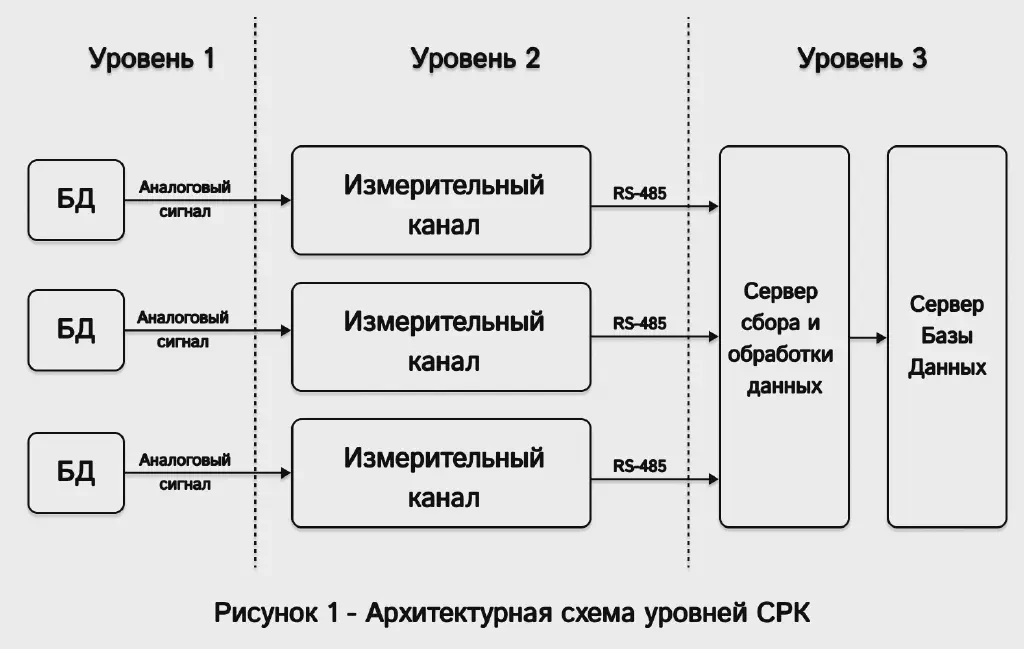 Уровень 1
Уровень 2
Уровень 3
БД
Аналоговый
сигнал
Измерительный
канал
RS-485
БД
Аналоговый
сигнал
Измерительный
канал
RS-485
БД
Аналоговый
сигнал
Измерительный
канал
RS-485
Сервер
сбора и
обработки
данных
Сервер
Базы
Данных
Рисунок 1 - Архитектурная схема уровней СРК